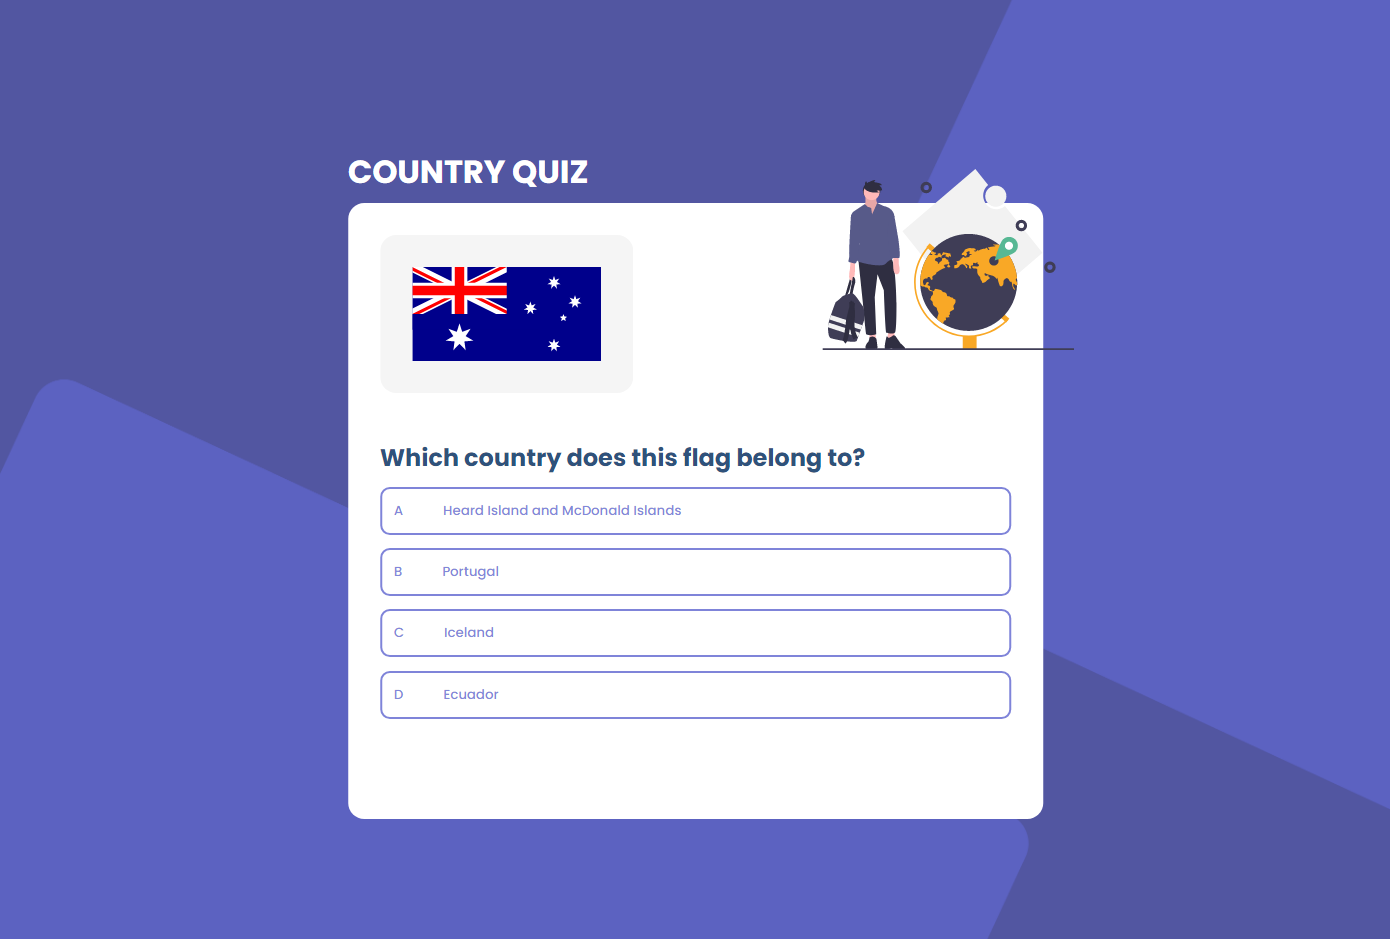 COUNTRY QUIZ
Which country does this flag belong to?
A Heard Island and McDonald Islands
B Portugal
C Iceland
D Ecuador